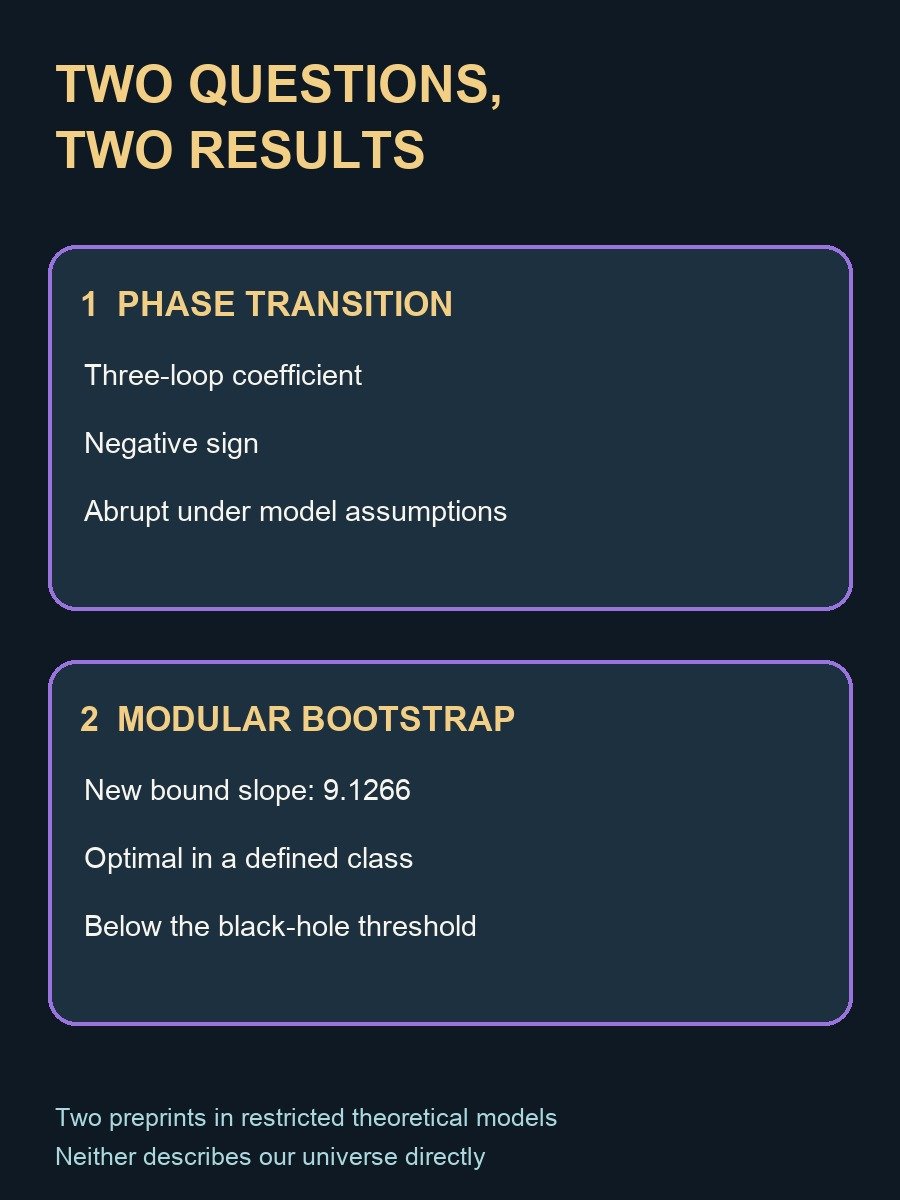 TWO QUESTIONS,
TWO RESULTS
1 PHASE TRANSITION
Three-loop coefficient
Negative sign
Abrupt under model assumptions
2 MODULAR BOOTSTRAP
New bound slope: 9.1266
Optimal in a defined class
Below the black-hole threshold
Two preprints in restricted theoretical models
Neither describes our universe directly